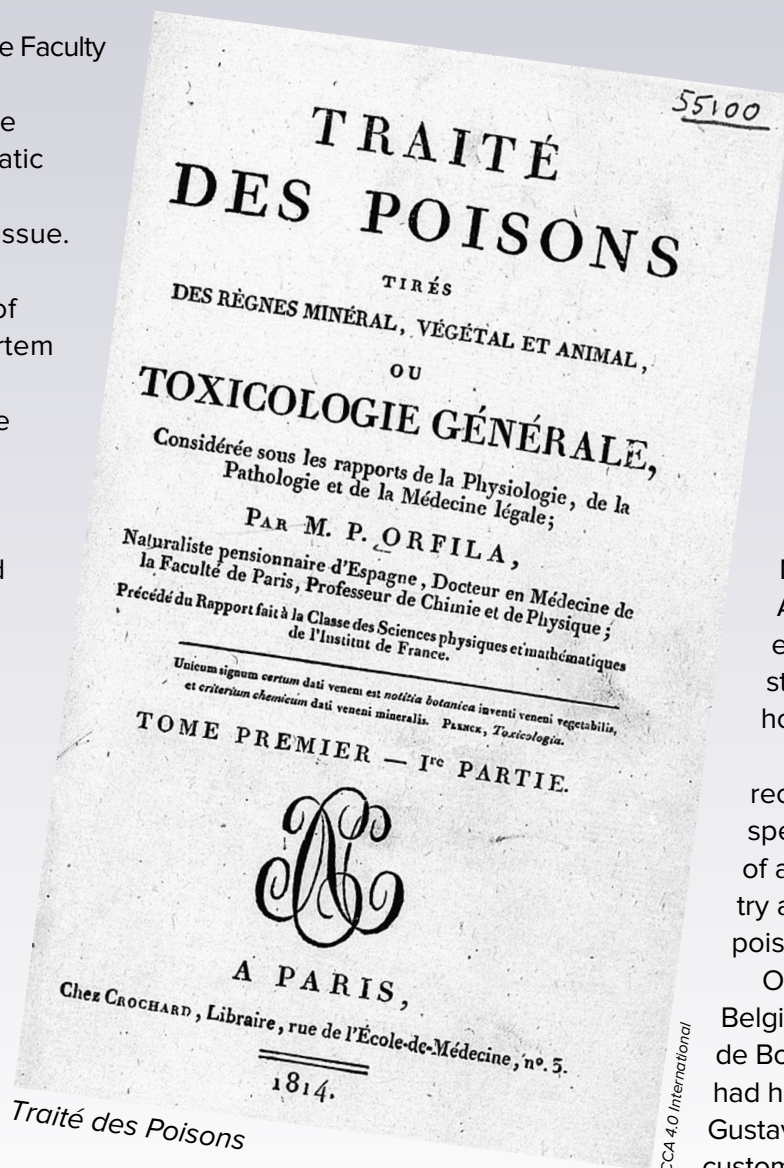 e Faculty
e
atic
ssue.
of
rtem
e
d
55100
TRAITÉ
DES POISONS
TIRÉS
DES RÈGNES MINÉRAL, VÉGÉTAL ET ANIMAL,
OU
TOXICOLOGIE GÉNÉRALE,
Considérée sous les rapports de la Physiologie, de la
Pathologie et de la Médecine légale;
PAR M. P. ORFILA,
Naturaliste pensionnaire d'Espagne, Docteur en Médecine de
la Faculté de Paris, Professeur de Chimie et de Physique;
Précédé du Rapport fait à la Classe des Sciences physiques et mathématiques
de l'Institut de France.
Unicum signum certum dati veneni est notitia botanica inventi veneni vegetabilis,
et criterium chemicum dati veneni mineralis. PLENCK, Toxicologia.
TOME PREMIER — Ire PARTIE.
A PARIS,
Chez CROCHARD, Libraire, rue de l'École-de-Médecine, nº. 3.
1814.
Traité des Poisons
CCA 4.0 International
A
e
st
ho
rec
spe
of a
try a
pois
O
Belgi
de Bo
had h
Gustav
custom